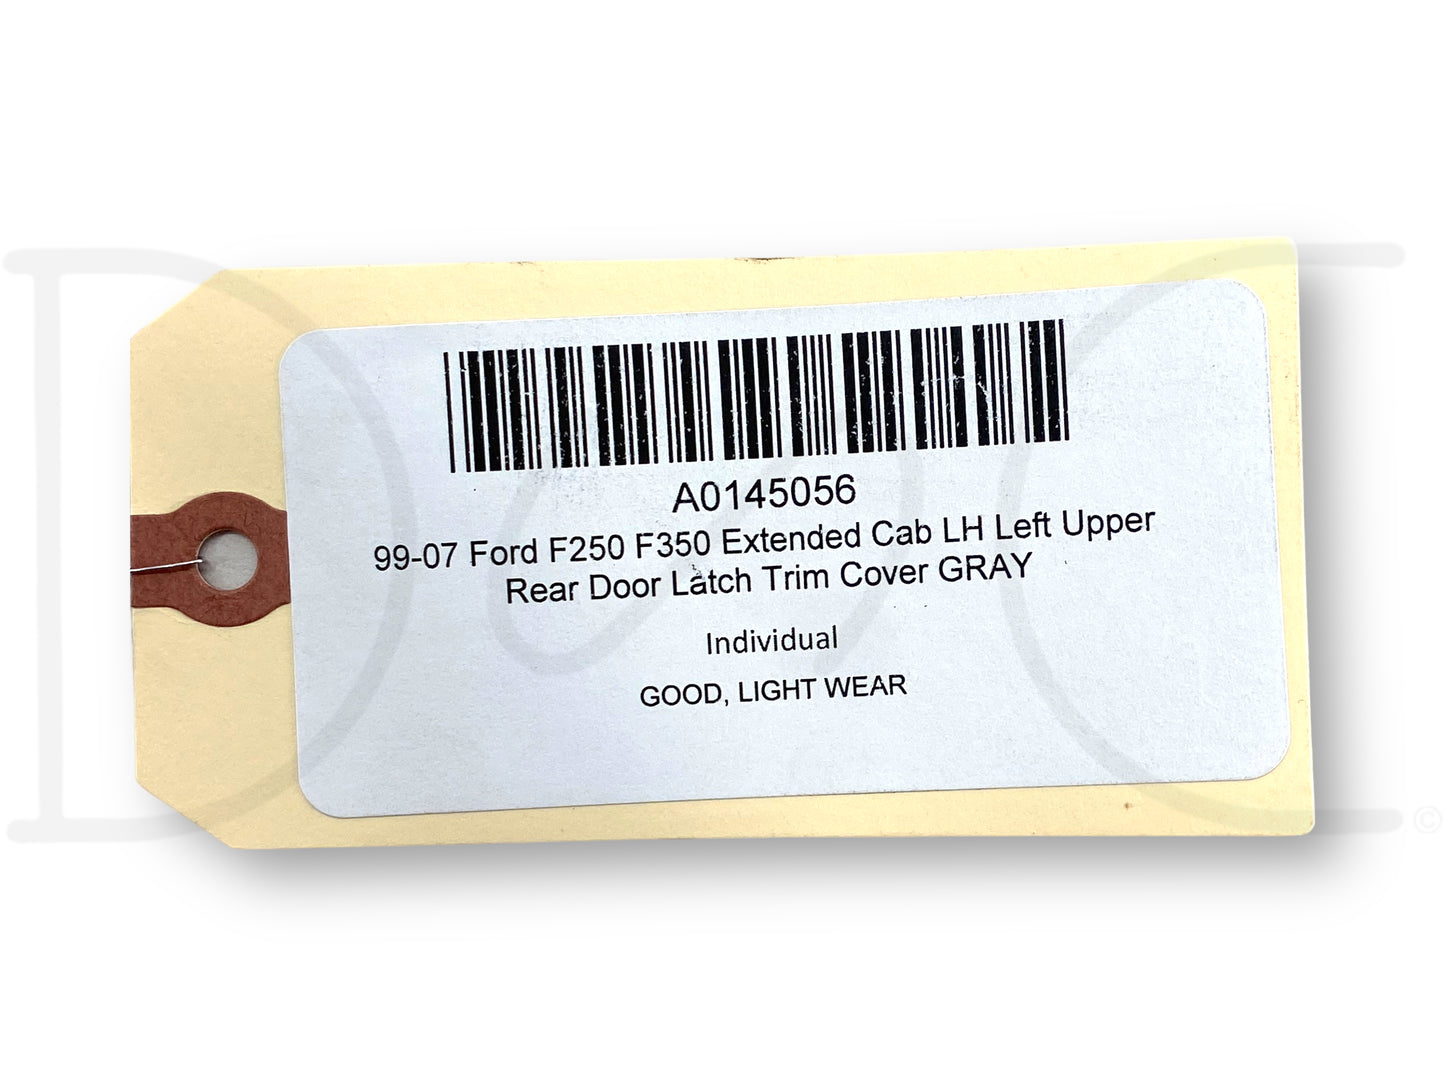 A0145056
99-07 Ford F250 F350 Extended Cab LH Left Upper
Rear Door Latch Trim Cover GRAY
Individual
GOOD, LIGHT WEAR
©